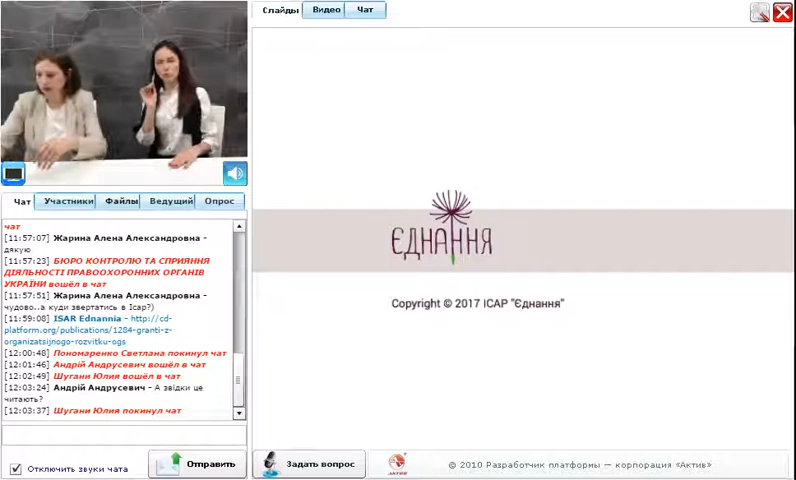 Слайды Видео Чат
Чат Участники Файлы Ведущий Опрос
чат
[11:57:07] Жарина Алена Александровна -
дякую
[11:57:23] БЮРО КОНТРОЛЮ ТА СПРИЯННЯ
ДІЯЛЬНОСТІ ПРАВООХОРОННИХ ОРГАНІВ
УКРАЇНИ вошёл в чат
[11:57:51] Жарина Алена Александровна -
чудово..а куди звертатись в Ісар?)
[11:59:08] ISAR Ednannia - http://cd-
platform.org/publications/1284-granti-z-
organizatsijnogo-rozvitku-ogs
[12:00:48] Пономаренко Светлана покинул чат
[12:01:46] Андрій Андрусевич вошёл в чат
[12:02:49] Шугани Юлия вошёл в чат
[12:03:24] Андрій Андрусевич - А звідки це
читають?
[12:03:37] Шугани Юлия покинул чат
Отключить звуки чата
Отправить
ЄДНАННЯ
Copyright © 2017 ІСАР "Єднання"
Задать вопрос
АКТИВ
© 2010 Разработчик платформы — корпорация «Актив»